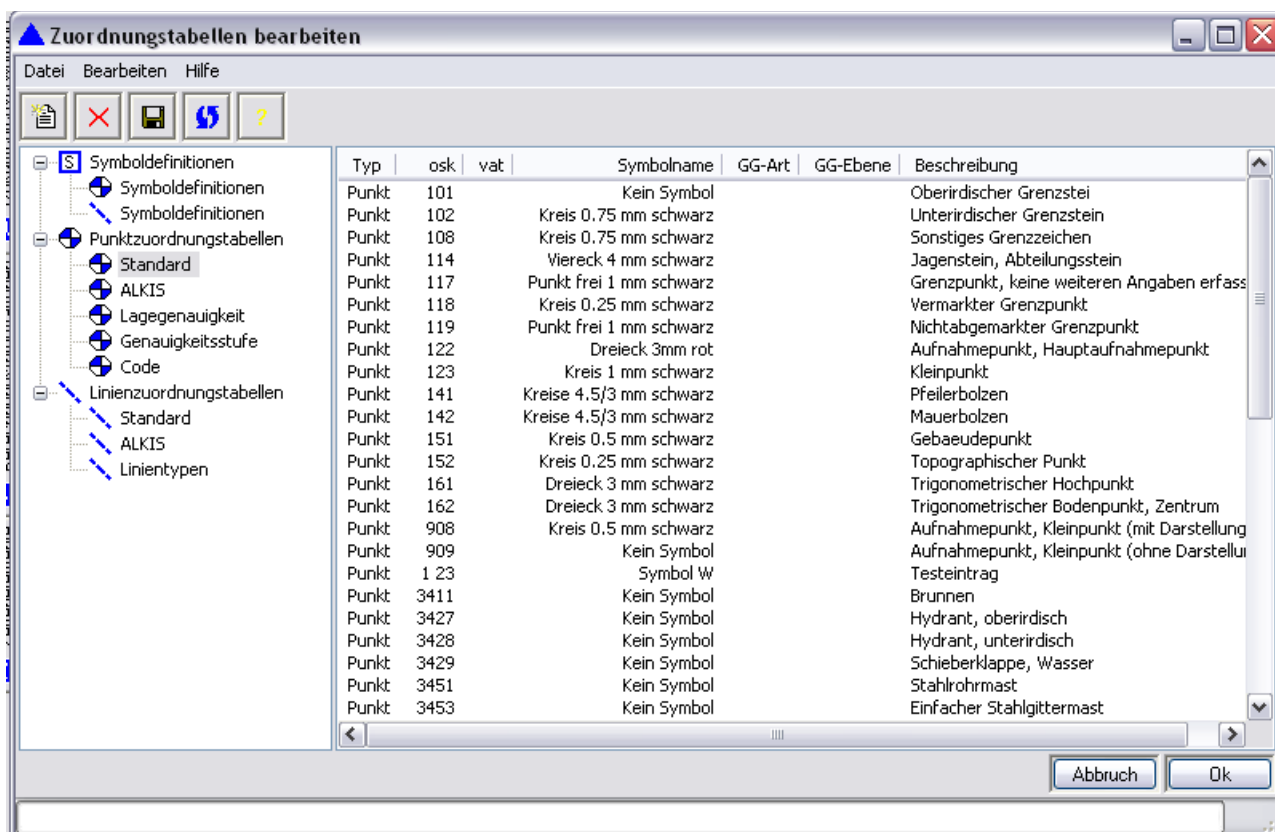 Zuordnungstabellen bearbeiten
Datei Bearbeiten Hilfe
?
S Symboldefinitionen
Symboldefinitionen
Symboldefinitionen
Punktzuordnungstabellen
Standard
ALKIS
Lagegenauigkeit
Genauigkeitsstufe
Code
Linienzuordnungstabellen
Standard
ALKIS
Linientypen
Typ osk vat Symbolname GG-Art GG-Ebene Beschreibung
Punkt 101 Kein Symbol Oberirdischer Grenzstei
Punkt 102 Kreis 0.75 mm schwarz Unterirdischer Grenzstein
Punkt 108 Kreis 0.75 mm schwarz Sonstiges Grenzzeichen
Punkt 114 Viereck 4 mm schwarz Jagenstein, Abteilungsstein
Punkt 117 Punkt frei 1 mm schwarz Grenzpunkt, keine weiteren Angaben erfass
Punkt 118 Kreis 0.25 mm schwarz Vermarkter Grenzpunkt
Punkt 119 Punkt frei 1 mm schwarz Nichtabgemarkter Grenzpunkt
Punkt 122 Dreieck 3mm rot Aufnahmepunkt, Hauptaufnahmepunkt
Punkt 123 Kreis 1 mm schwarz Kleinpunkt
Punkt 141 Kreise 4.5/3 mm schwarz Pfeilerbolzen
Punkt 142 Kreise 4.5/3 mm schwarz Mauerbolzen
Punkt 151 Kreis 0.5 mm schwarz Gebaeudepunkt
Punkt 152 Kreis 0.25 mm schwarz Topographischer Punkt
Punkt 161 Dreieck 3 mm schwarz Trigonometrischer Hochpunkt
Punkt 162 Dreieck 3 mm schwarz Trigonometrischer Bodenpunkt, Zentrum
Punkt 908 Kreis 0.5 mm schwarz Aufnahmepunkt, Kleinpunkt (mit Darstellung
Punkt 909 Kein Symbol Aufnahmepunkt, Kleinpunkt (ohne Darstellu
Punkt 1 23 Symbol W Testeintrag
Punkt 3411 Kein Symbol Brunnen
Punkt 3427 Kein Symbol Hydrant, oberirdisch
Punkt 3428 Kein Symbol Hydrant, unterirdisch
Punkt 3429 Kein Symbol Schieberklappe, Wasser
Punkt 3451 Kein Symbol Stahlrohrmast
Punkt 3453 Kein Symbol Einfacher Stahlgittermast
Abbruch Ok